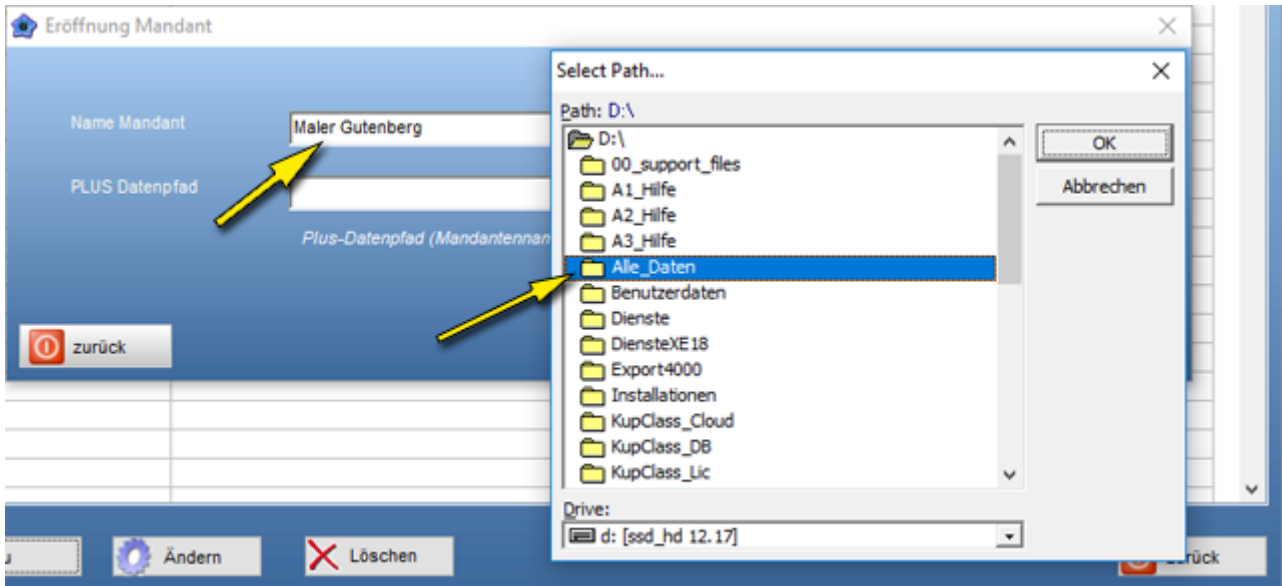 Eröffnung Mandant
Name Mandant
Maler Gutenberg
PLUS Datenpfad
Plus-Datenpfad
zurück
Select Path...
Path: D:\
D:\
00_support_files
A1_Hilfe
A2_Hilfe
A3_Hilfe
Alle_Daten
Benutzerdaten
Dienste
DiensteXE18
Export4000
Installationen
KupClass_Cloud
KupClass_DB
KupClass_Lic
OK
Abbrechen
Drive:
d: [ssd_hd 12.17]
Ändern
Löschen